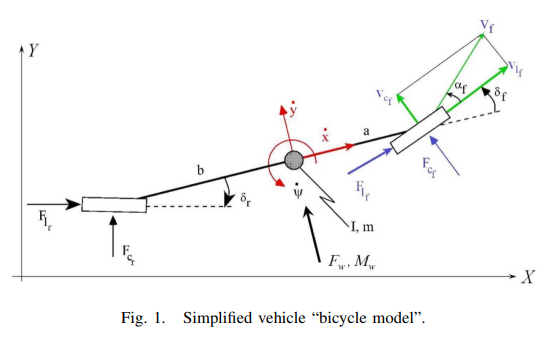 Y
V_f
V_{c_f}
α_f
V_{l_f}
δ_f
ẏ
ẋ
a
b
F_{l_f}
F_{c_f}
ψ̇
δ_r
F_{l_r}
F_{c_r}
I, m
F_w, M_w
X
Fig. 1. Simplified vehicle “bicycle model”.